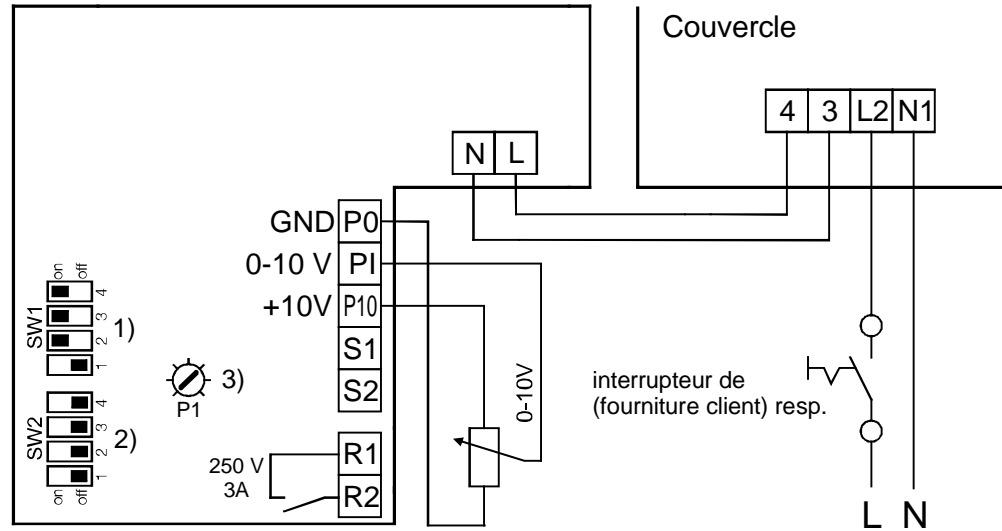 Couvercle
4 3 L2 N1
N L
GND P0
0-10 V PI
+10V P10
S1
S2
on off
SW1
4
3
2
1
1)
3)
P1
SW2
4
3
2
1
2)
on off
250 V
3A
R1
R2
0-10V
interrupteur de
(fourniture client) resp.
L N